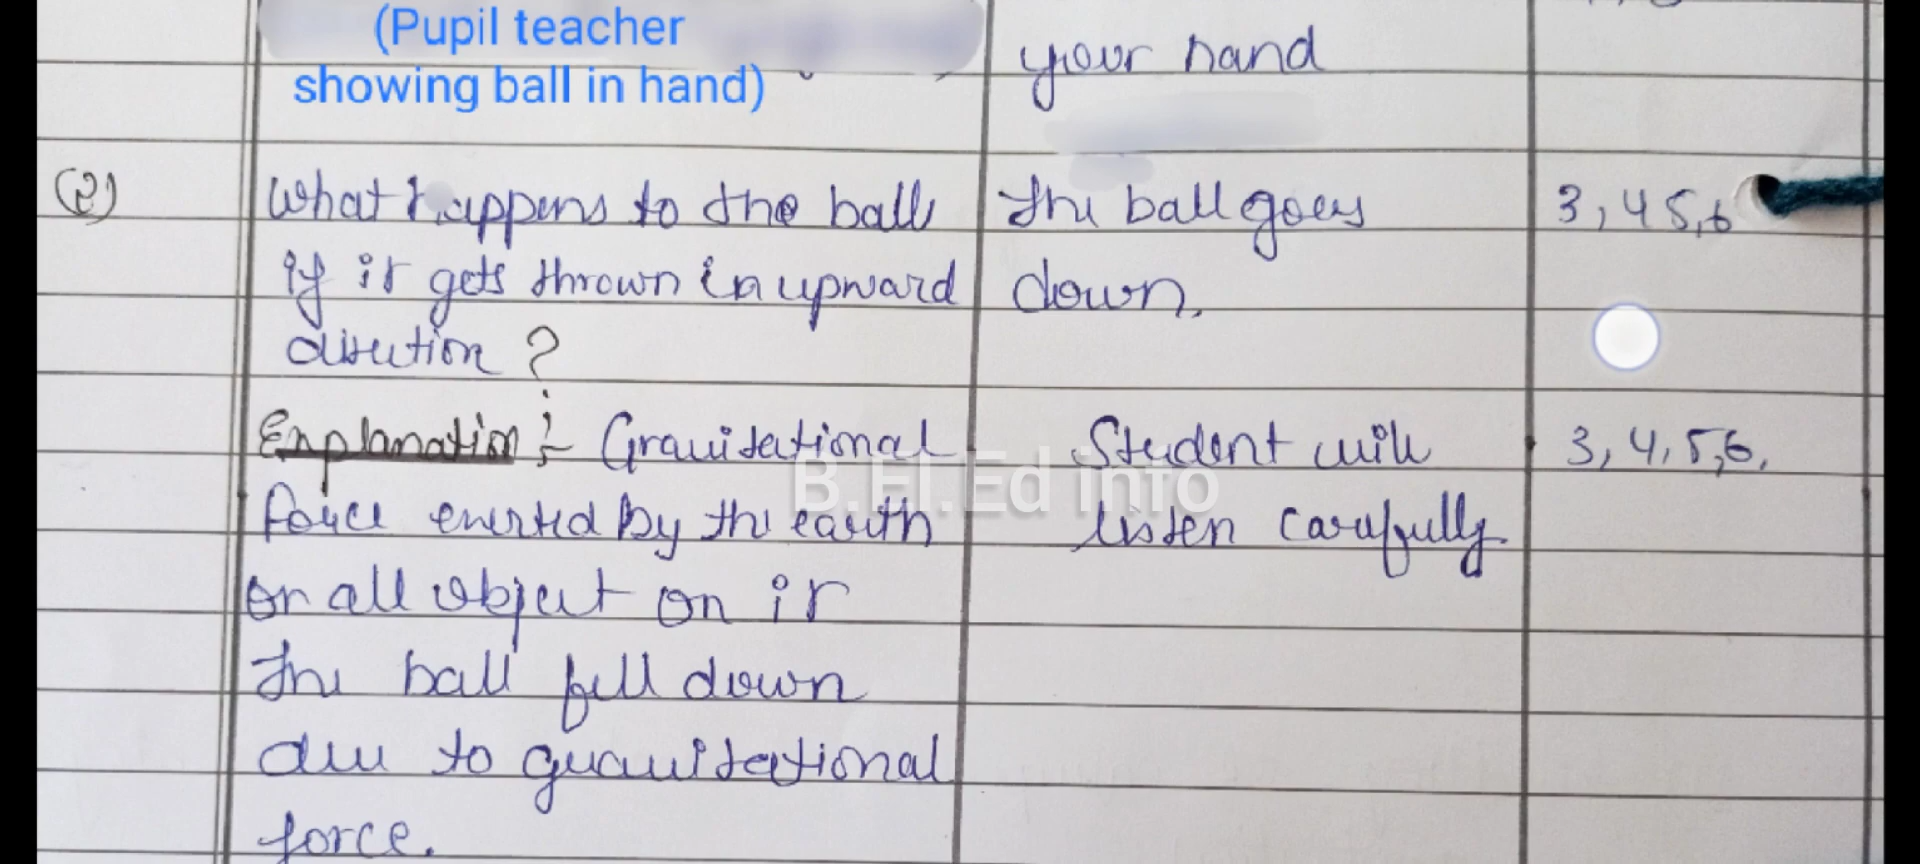 (Pupil teacher
showing ball in hand)
your hand
(2) What happens to the ball
if it gets thrown in upward
direction ?
The ball goes
down.
3, 4 5, 6
Explanation :- Gravitational
force exerted by the earth
on all object on it
The ball fell down
due to gravitational
force.
Student will
listen carefully.
3, 4, 5, 6,
B.El.Ed info